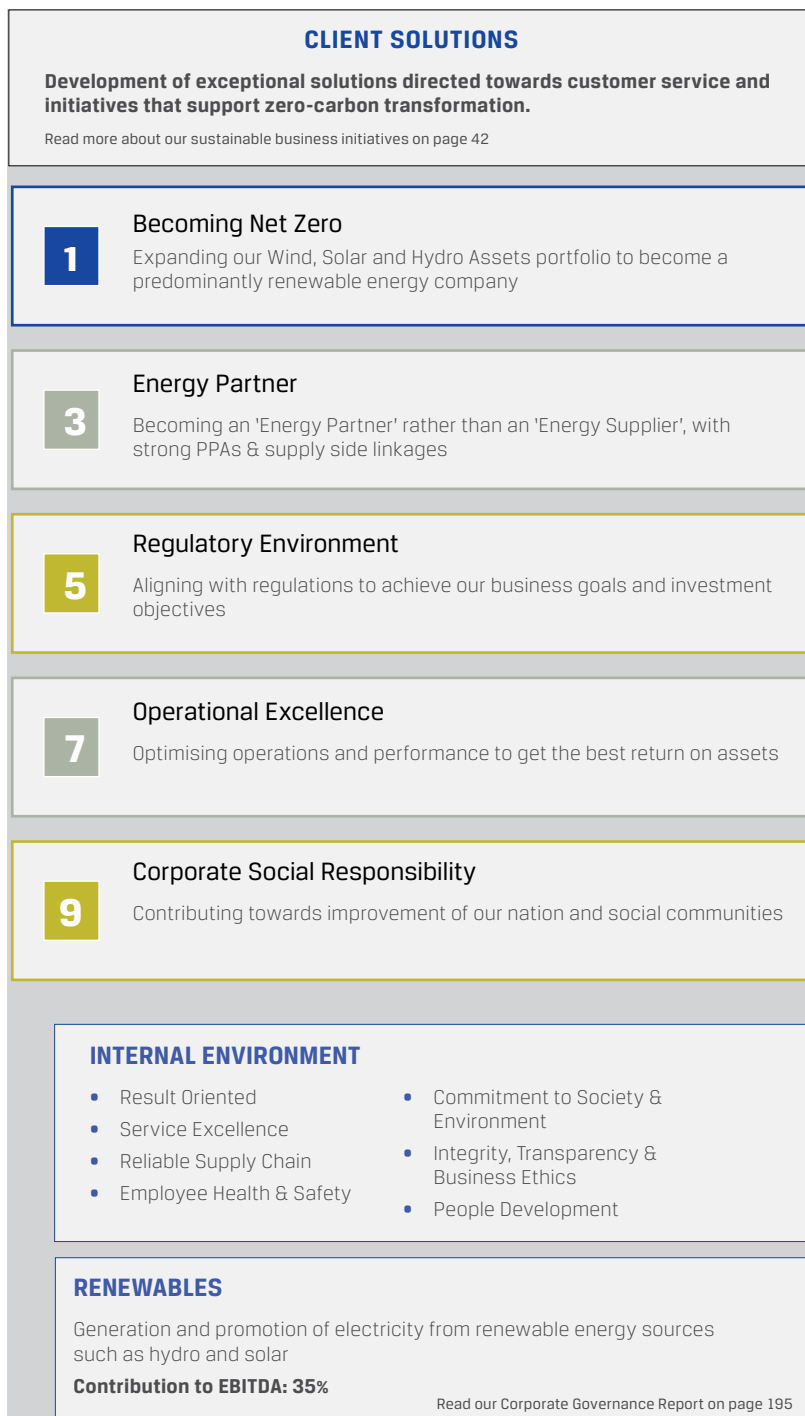 CLIENT SOLUTIONS
Development of exceptional solutions directed towards customer service and
initiatives that support zero-carbon transformation.
Read more about our sustainable business initiatives on page 42
1
Becoming Net Zero
Expanding our Wind, Solar and Hydro Assets portfolio to become a
predominantly renewable energy company
3
Energy Partner
Becoming an 'Energy Partner' rather than an 'Energy Supplier', with
strong PPAs & supply side linkages
5
Regulatory Environment
Aligning with regulations to achieve our business goals and investment
objectives
7
Operational Excellence
Optimising operations and performance to get the best return on assets
9
Corporate Social Responsibility
Contributing towards improvement of our nation and social communities
INTERNAL ENVIRONMENT
• Result Oriented
• Service Excellence
• Reliable Supply Chain
• Employee Health & Safety
• Commitment to Society &
Environment
• Integrity, Transparency &
Business Ethics
• People Development
RENEWABLES
Generation and promotion of electricity from renewable energy sources
such as hydro and solar
Contribution to EBITDA: 35%
Read our Corporate Governance Report on page 195